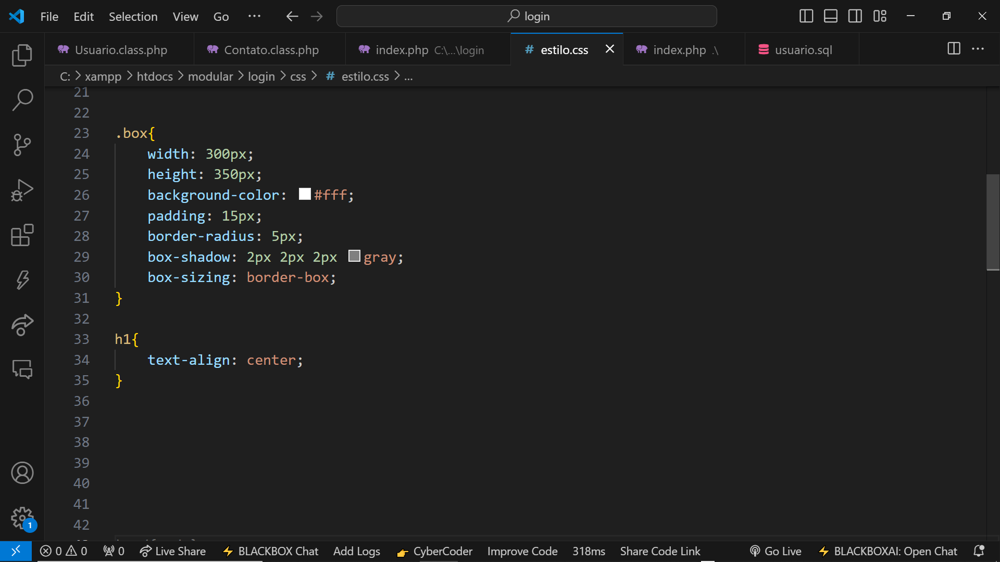 File Edit Selection View Go ··· login
Usuario.class.php Contato.class.php index.php C:\...\login # estilo.css index.php .\ usuario.sql
C: > xampp > htdocs > modular > login > css > # estilo.css > ...
21
22
23 .box{
24 width: 300px;
25 height: 350px;
26 background-color: #fff;
27 padding: 15px;
28 border-radius: 5px;
29 box-shadow: 2px 2px 2px gray;
30 box-sizing: border-box;
31 }
32
33 h1{
34 text-align: center;
35 }
36
37
38
39
40
41
42
1
0 0 0 Live Share BLACKBOX Chat Add Logs CyberCoder Improve Code 318ms Share Code Link Go Live BLACKBOXAI: Open Chat